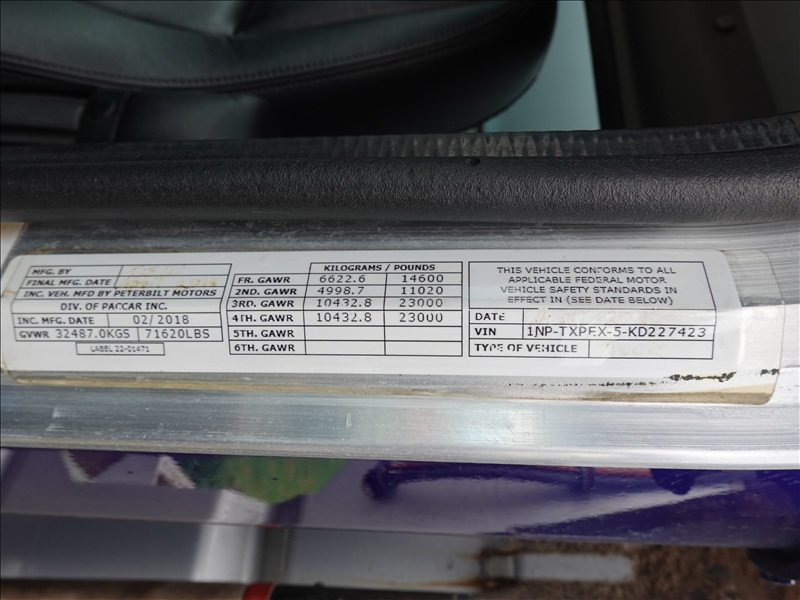 MFG. BY
FINAL MFG. DATE
INC. VEH. MFD BY PETERBILT MOTORS
DIV. OF PACCAR INC.
INC. MFG. DATE 02/2018
GVWR 32487.0KGS 71620LBS
LABEL 22-01471
KILOGRAMS / POUNDS
FR. GAWR 6622.6 14600
2ND. GAWR 4998.7 11020
3RD. GAWR 10432.8 23000
4TH. GAWR 10432.8 23000
5TH. GAWR
6TH. GAWR
THIS VEHICLE CONFORMS TO ALL
APPLICABLE FEDERAL MOTOR
VEHICLE SAFETY STANDARDS IN
EFFECT IN (SEE DATE BELOW)
DATE
VIN 1NP-TXPEX-5-KD227423
TYPE OF VEHICLE